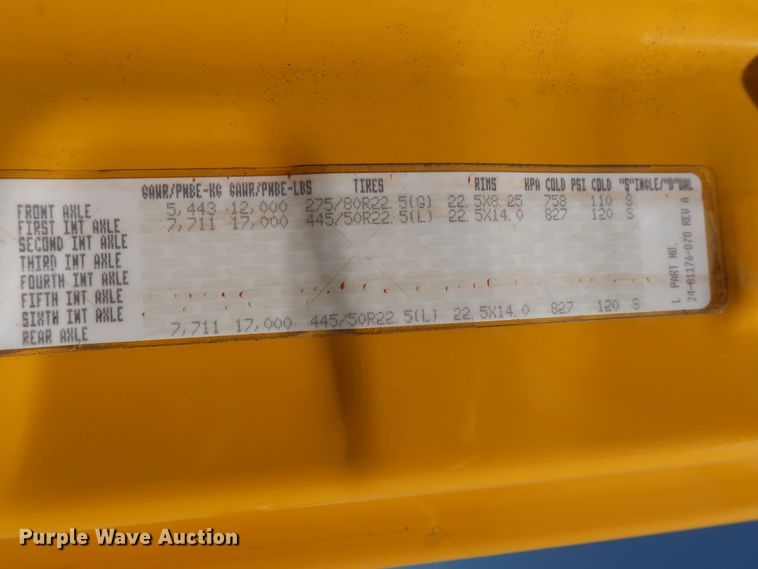 GAWR/PNBE-KG GAWR/PNBE-LBS TIRES RIMS KPA COLD PSI COLD "S"INGLE/"D"UAL
FRONT AXLE 5,443 12,000 275/80R22.5(G) 22.5X8.25 758 110 S
FIRST INT AXLE 7,711 17,000 445/50R22.5(L) 22.5X14.0 827 120 S
SECOND INT AXLE
THIRD INT AXLE
FOURTH INT AXLE
FIFTH INT AXLE
SIXTH INT AXLE
REAR AXLE 7,711 17,000 445/50R22.5(L) 22.5X14.0 827 120 S
L PART NO.
24-01176-070 REV A
Purple Wave Auction